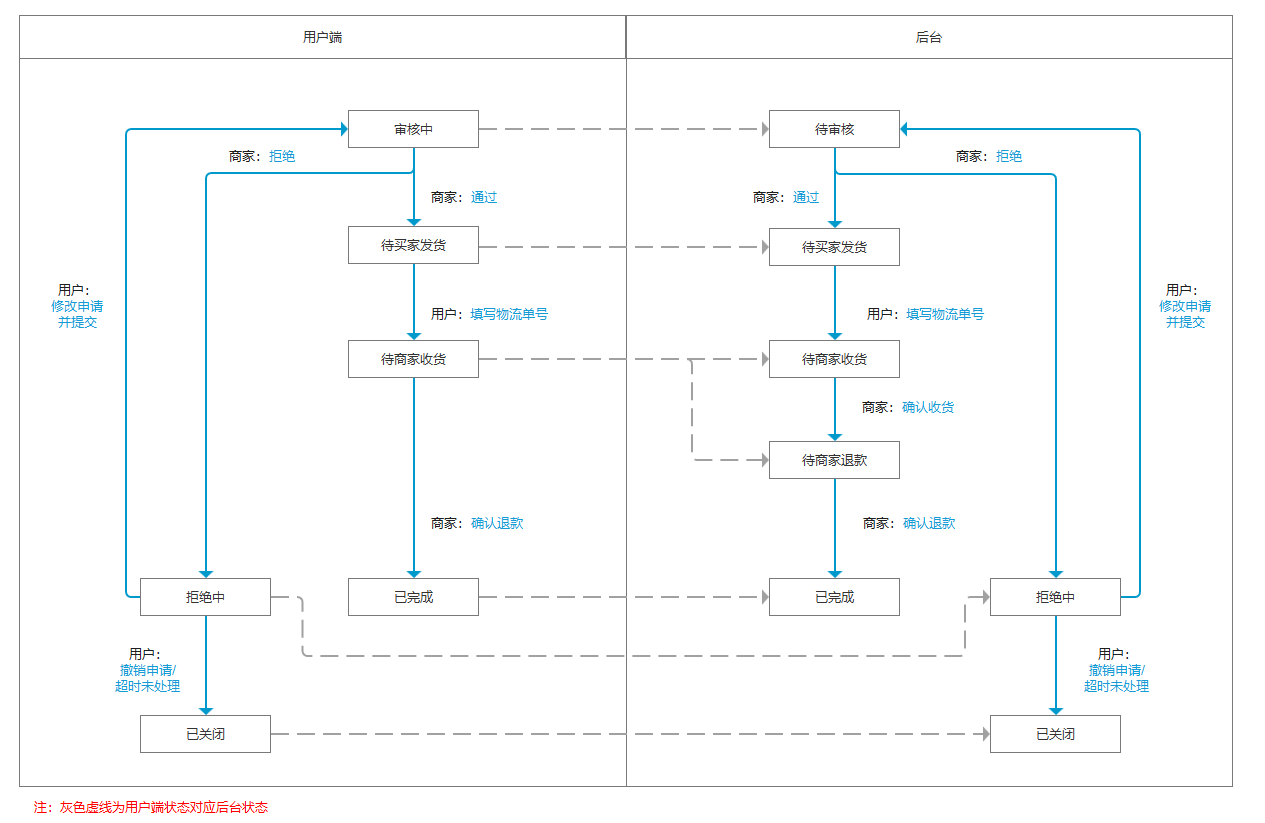 用户端
后台
审核中
待审核
商家：拒绝
商家：拒绝
商家：通过
商家：通过
待买家发货
待买家发货
用户：
修改申请
并提交
用户：
修改申请
并提交
用户：填写物流单号
用户：填写物流单号
待商家收货
待商家收货
商家：确认收货
待商家退款
商家：确认退款
商家：确认退款
拒绝中
已完成
已完成
拒绝中
用户：
撤销申请/
超时未处理
用户：
撤销申请/
超时未处理
已关闭
已关闭
注：灰色虚线为用户端状态对应后台状态